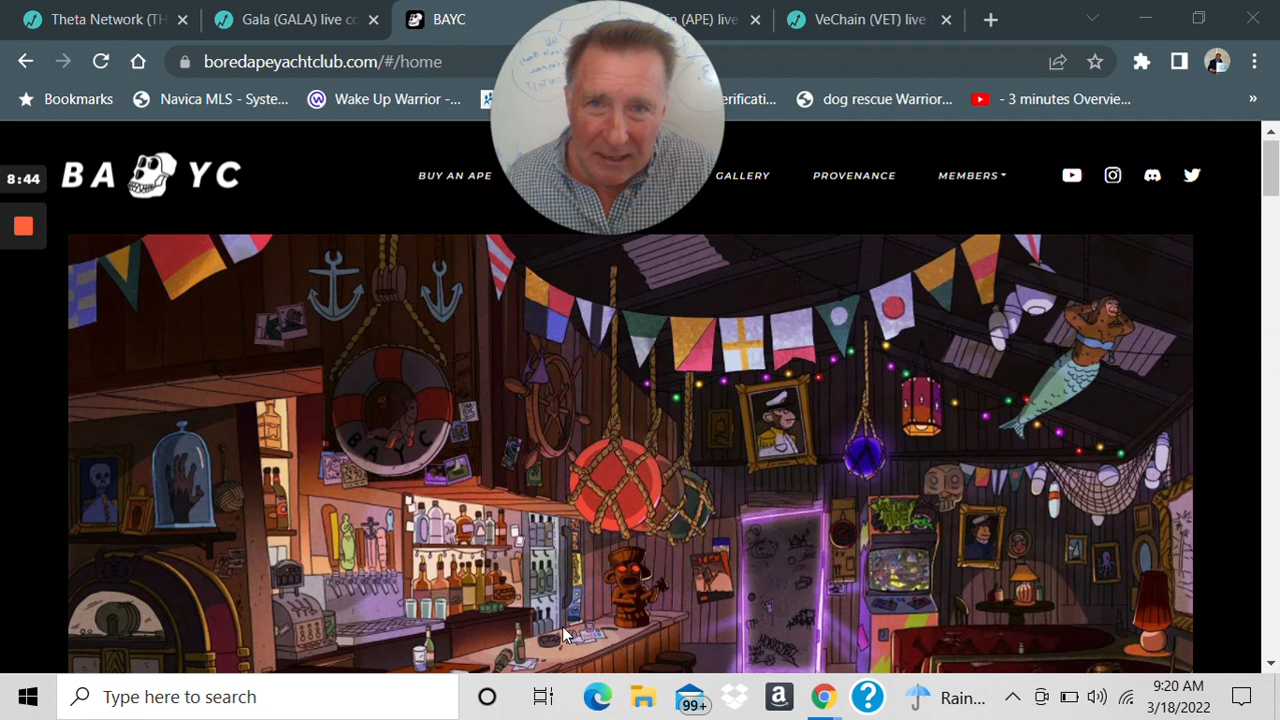 Theta Network (TH
Gala (GALA) live co
BAYC
(APE) live
VeChain (VET) live
boredapeyachtclub.com/#/home
Bookmarks
Navica MLS - Syste...
Wake Up Warrior -...
erificati...
dog rescue Warrior...
- 3 minutes Overvie...
8:44
BA YC
BUY AN APE
GALLERY
PROVENANCE
MEMBERS
BAYC
Type here to search
99+
Rain...
9:20 AM
3/18/2022